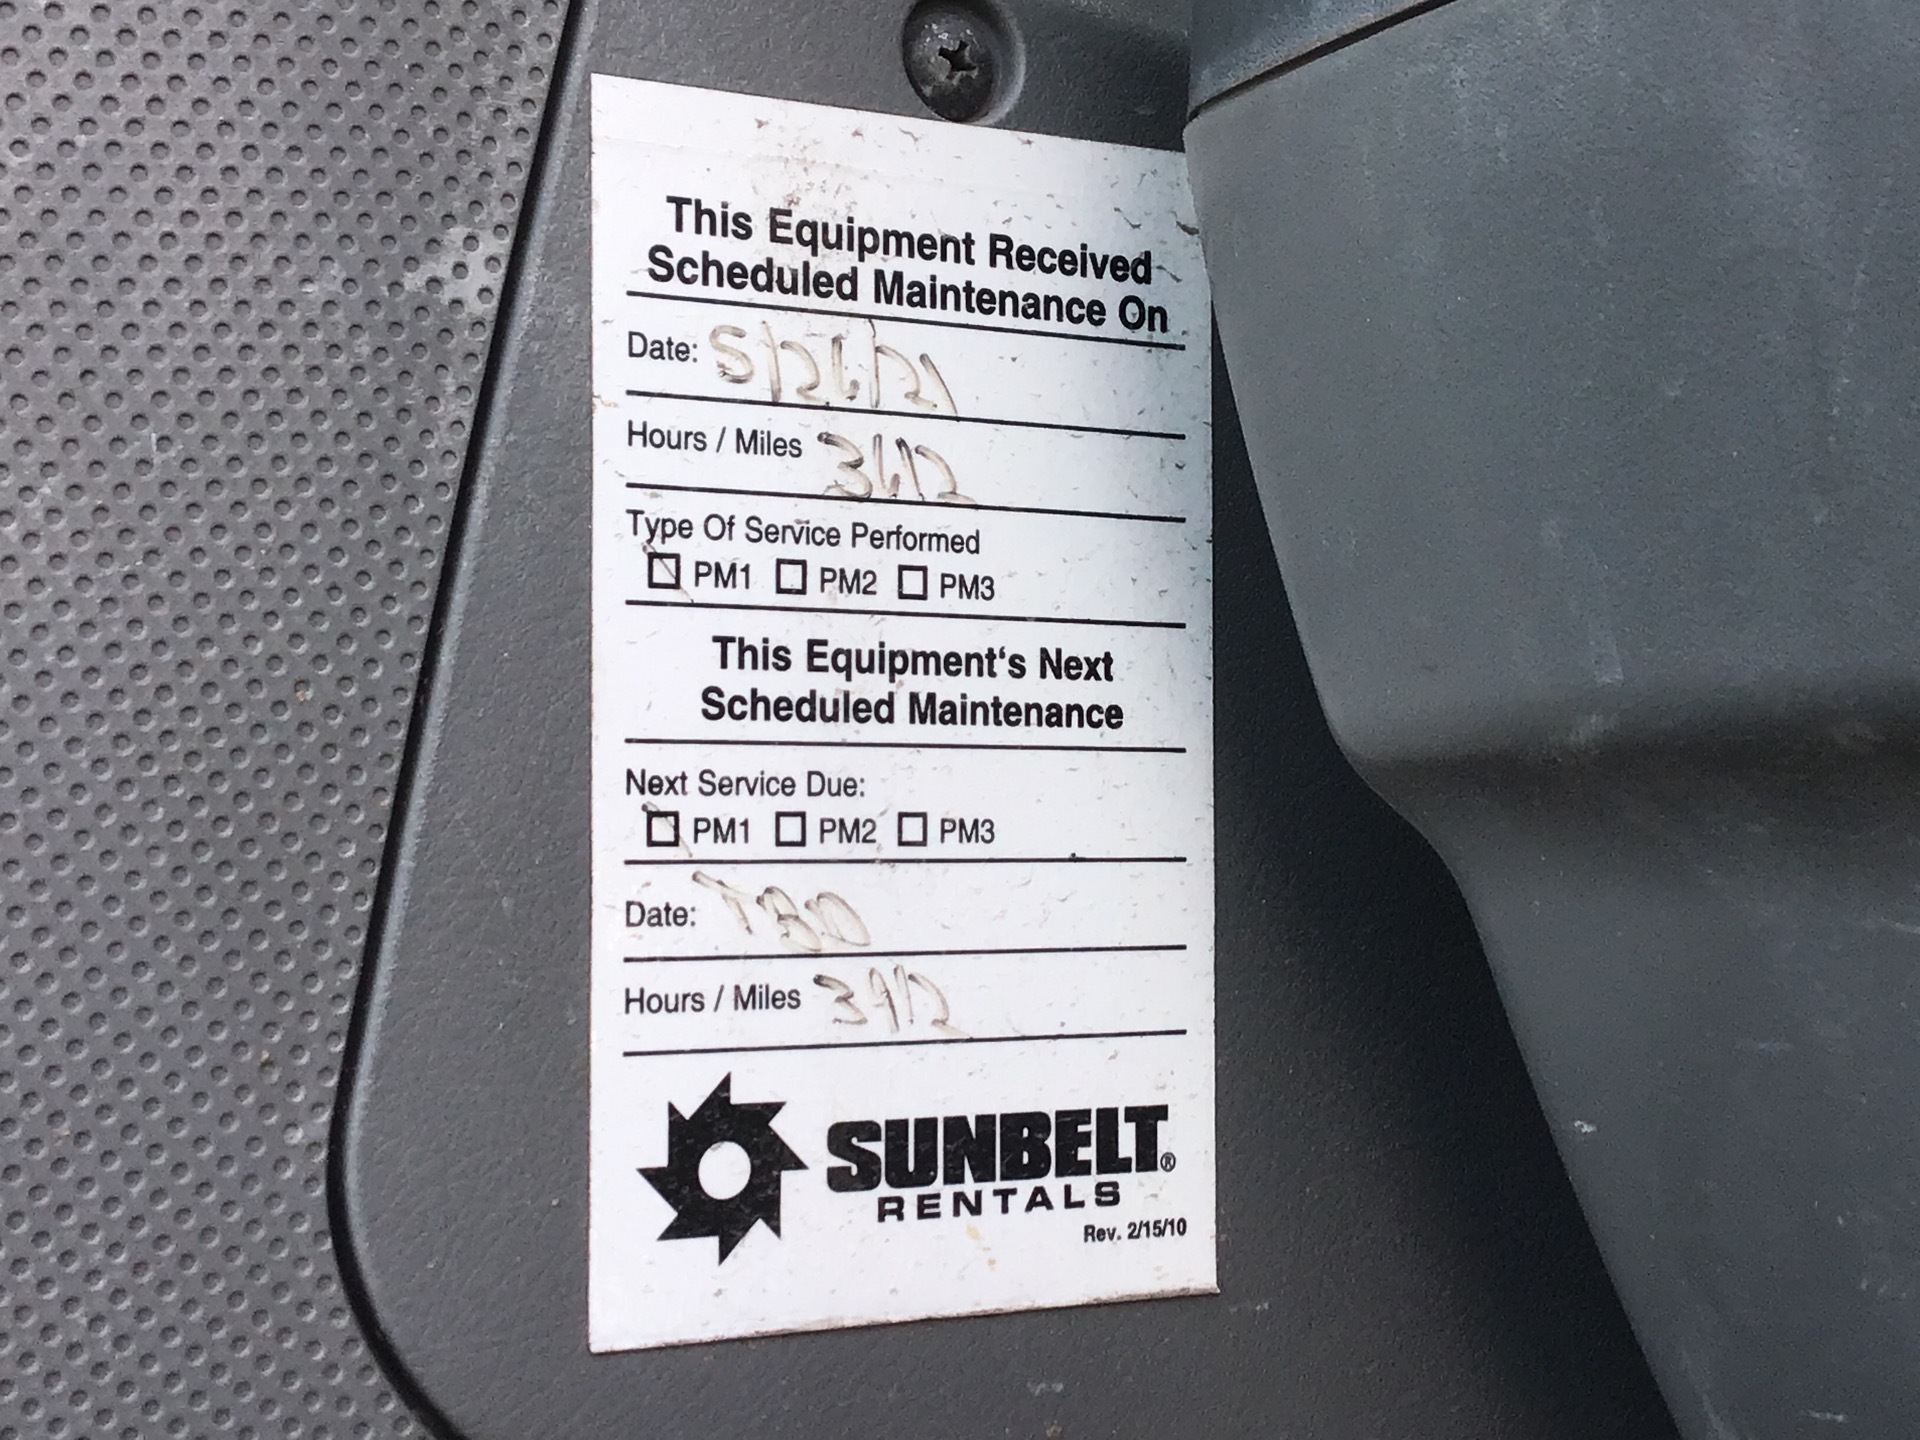 This Equipment Received
Scheduled Maintenance On
Date: 5/26/21
Hours / Miles 3612
Type Of Service Performed
PM1 PM2 PM3
This Equipment's Next
Scheduled Maintenance
Next Service Due:
PM1 PM2 PM3
Date: TBD
Hours / Miles 3912
SUNBELT®
RENTALS
Rev. 2/15/10